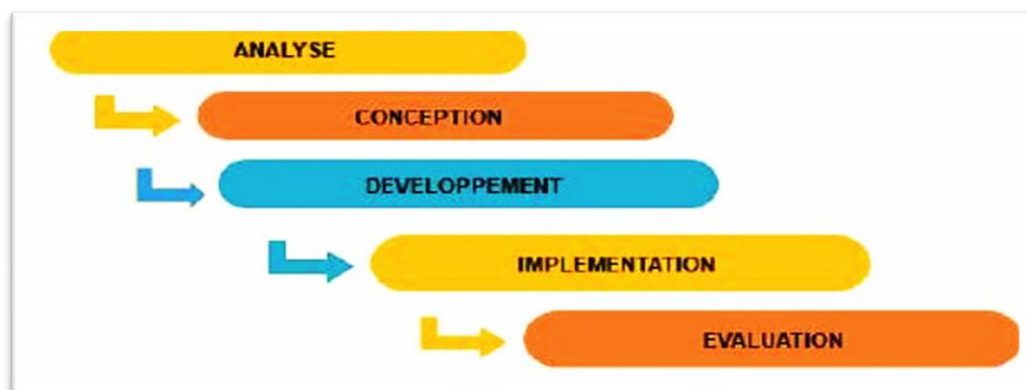 ANALYSE
CONCEPTION
DEVELOPPEMENT
IMPLEMENTATION
EVALUATION